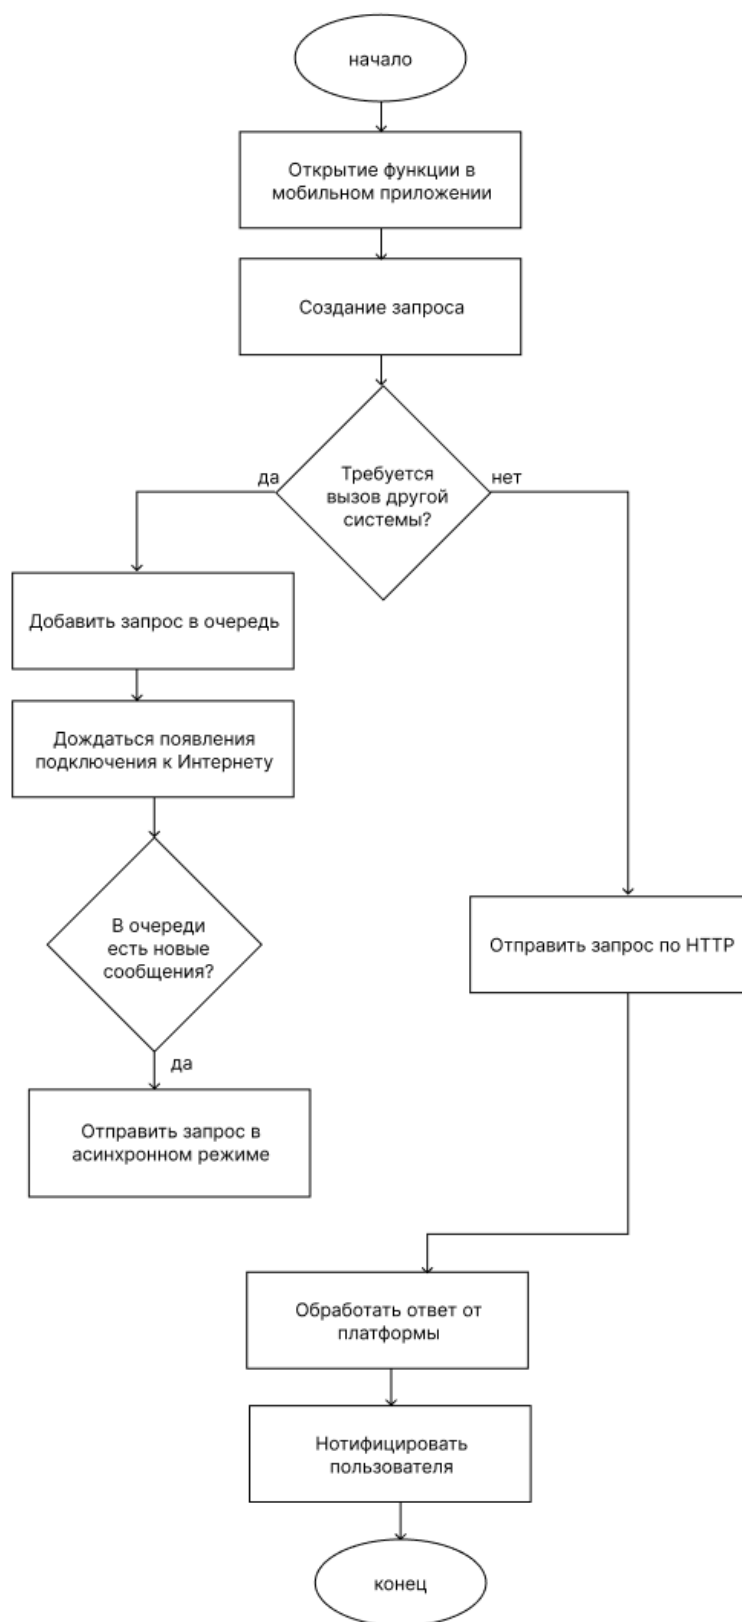 начало
Открытие функции в
мобильном приложении
Создание запроса
Требуется
вызов другой
системы?
да
нет
Добавить запрос в очередь
Дождаться появления
подключения к Интернету
В очереди
есть новые
сообщения?
Отправить запрос по HTTP
да
Отправить запрос в
асинхронном режиме
Обработать ответ от
платформы
Нотифицировать
пользователя
конец